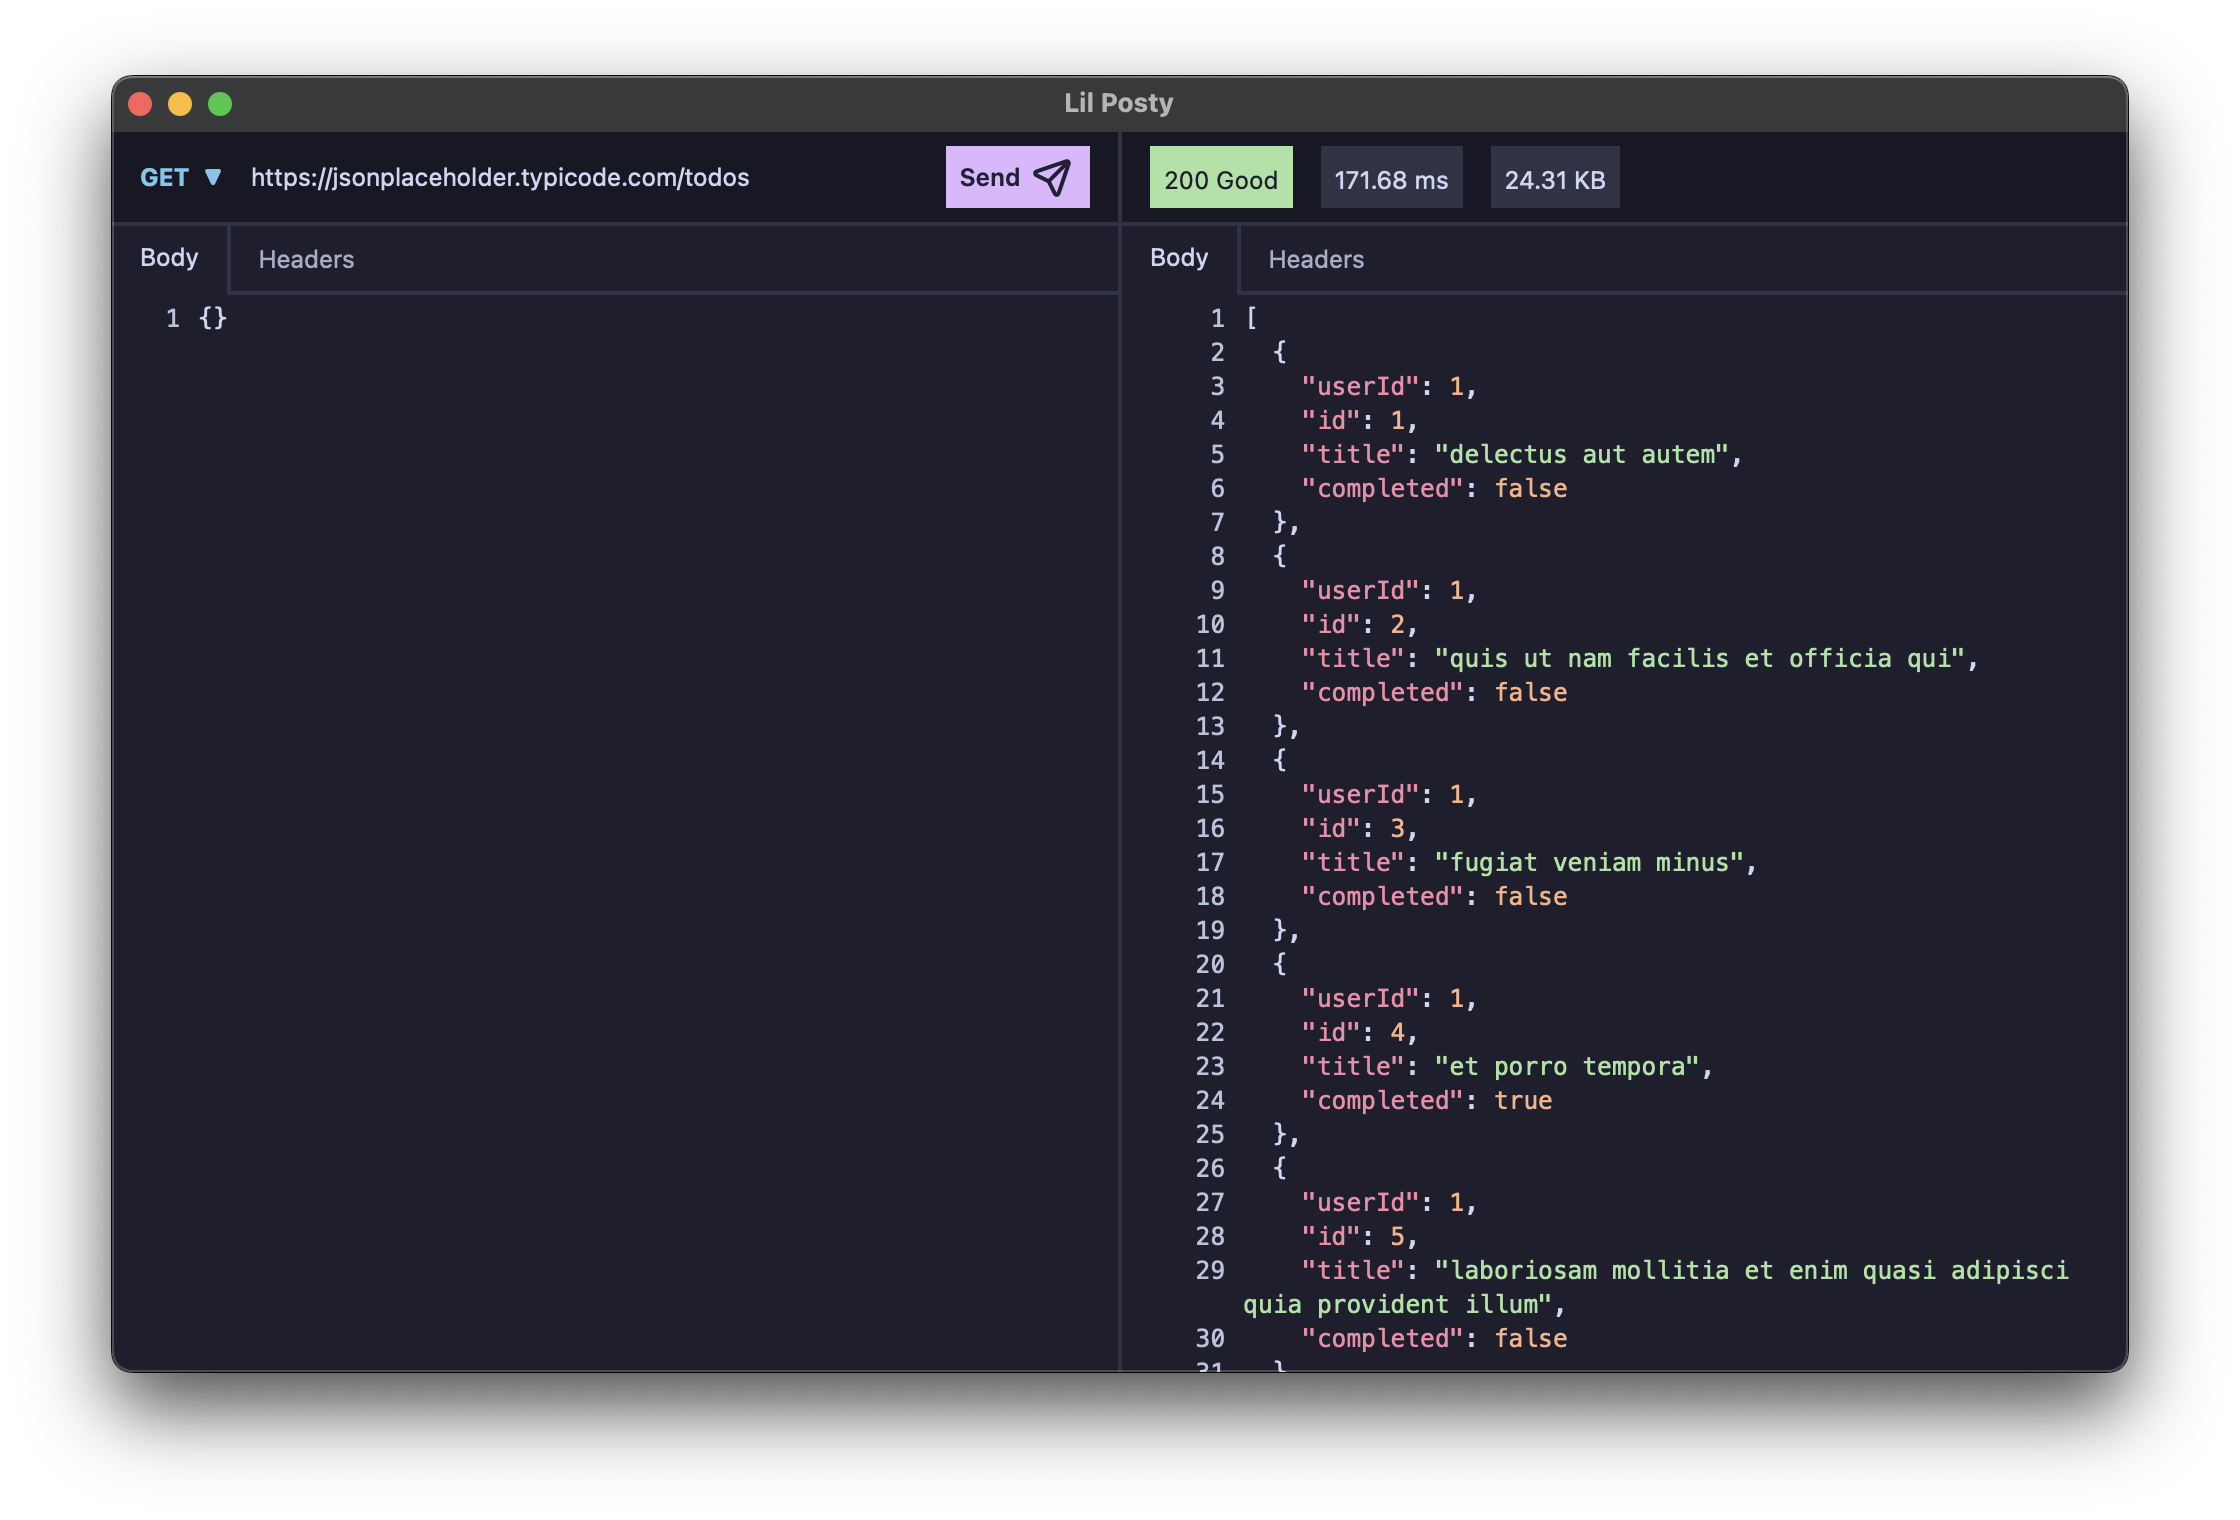 Lil Posty
GET ▼ https://jsonplaceholder.typicode.com/todos Send
200 Good 171.68 ms 24.31 KB
Body Headers
1 {}
Body Headers
1 [
2   {
3     "userId": 1,
4     "id": 1,
5     "title": "delectus aut autem",
6     "completed": false
7   },
8   {
9     "userId": 1,
10     "id": 2,
11     "title": "quis ut nam facilis et officia qui",
12     "completed": false
13   },
14   {
15     "userId": 1,
16     "id": 3,
17     "title": "fugiat veniam minus",
18     "completed": false
19   },
20   {
21     "userId": 1,
22     "id": 4,
23     "title": "et porro tempora",
24     "completed": true
25   },
26   {
27     "userId": 1,
28     "id": 5,
29     "title": "laboriosam mollitia et enim quasi adipisci
quia provident illum",
30     "completed": false
31   }